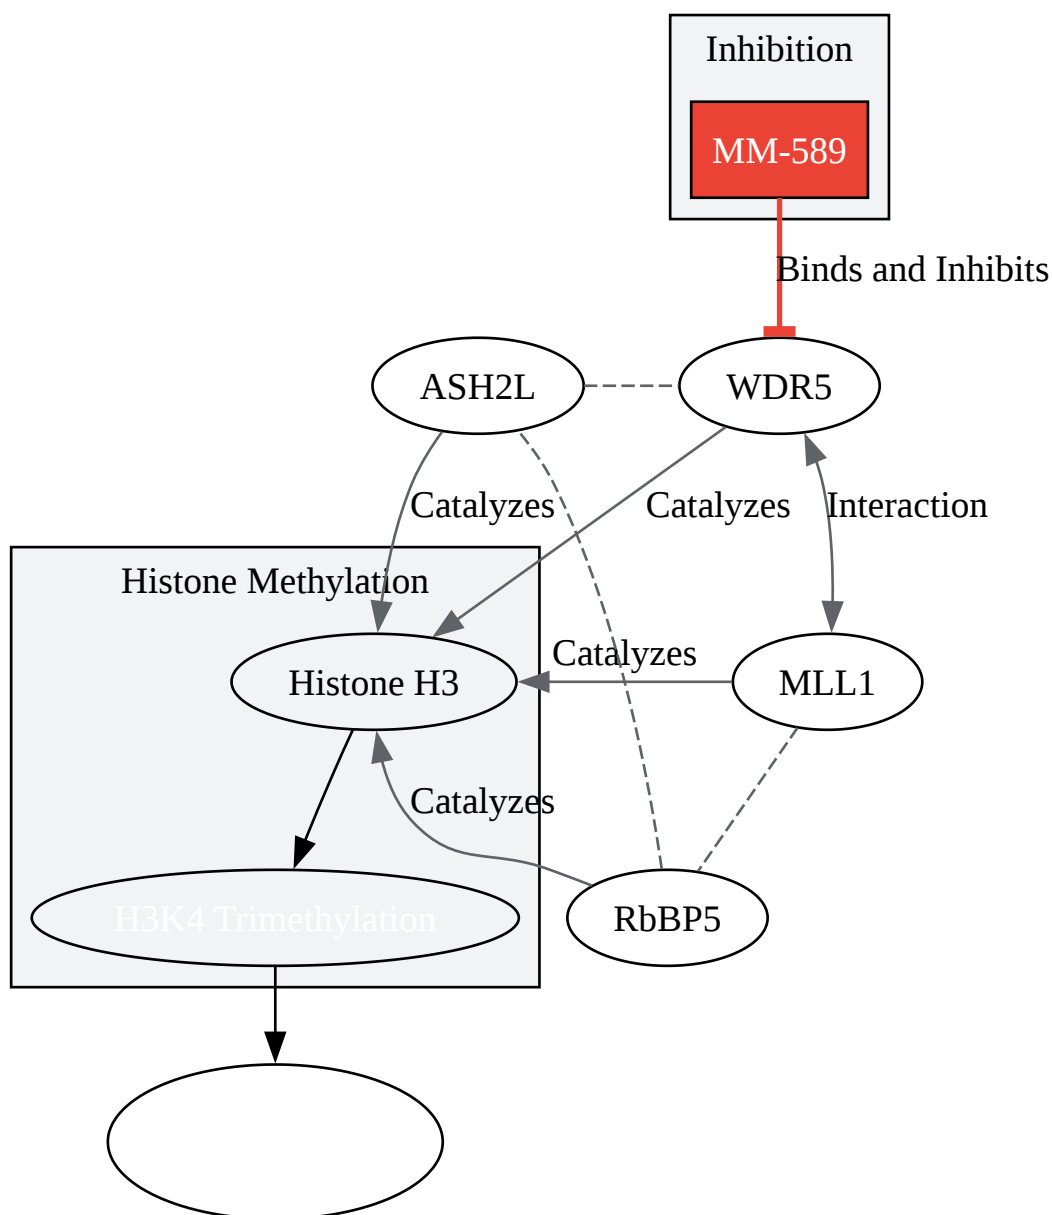 Inhibition
MM-589
Binds and Inhibits
ASH2L
WDR5
Catalyzes
Catalyzes
Interaction
Histone Methylation
Catalyzes
Histone H3
MLL1
Catalyzes
H3K4 Trimethylation
RbBP5